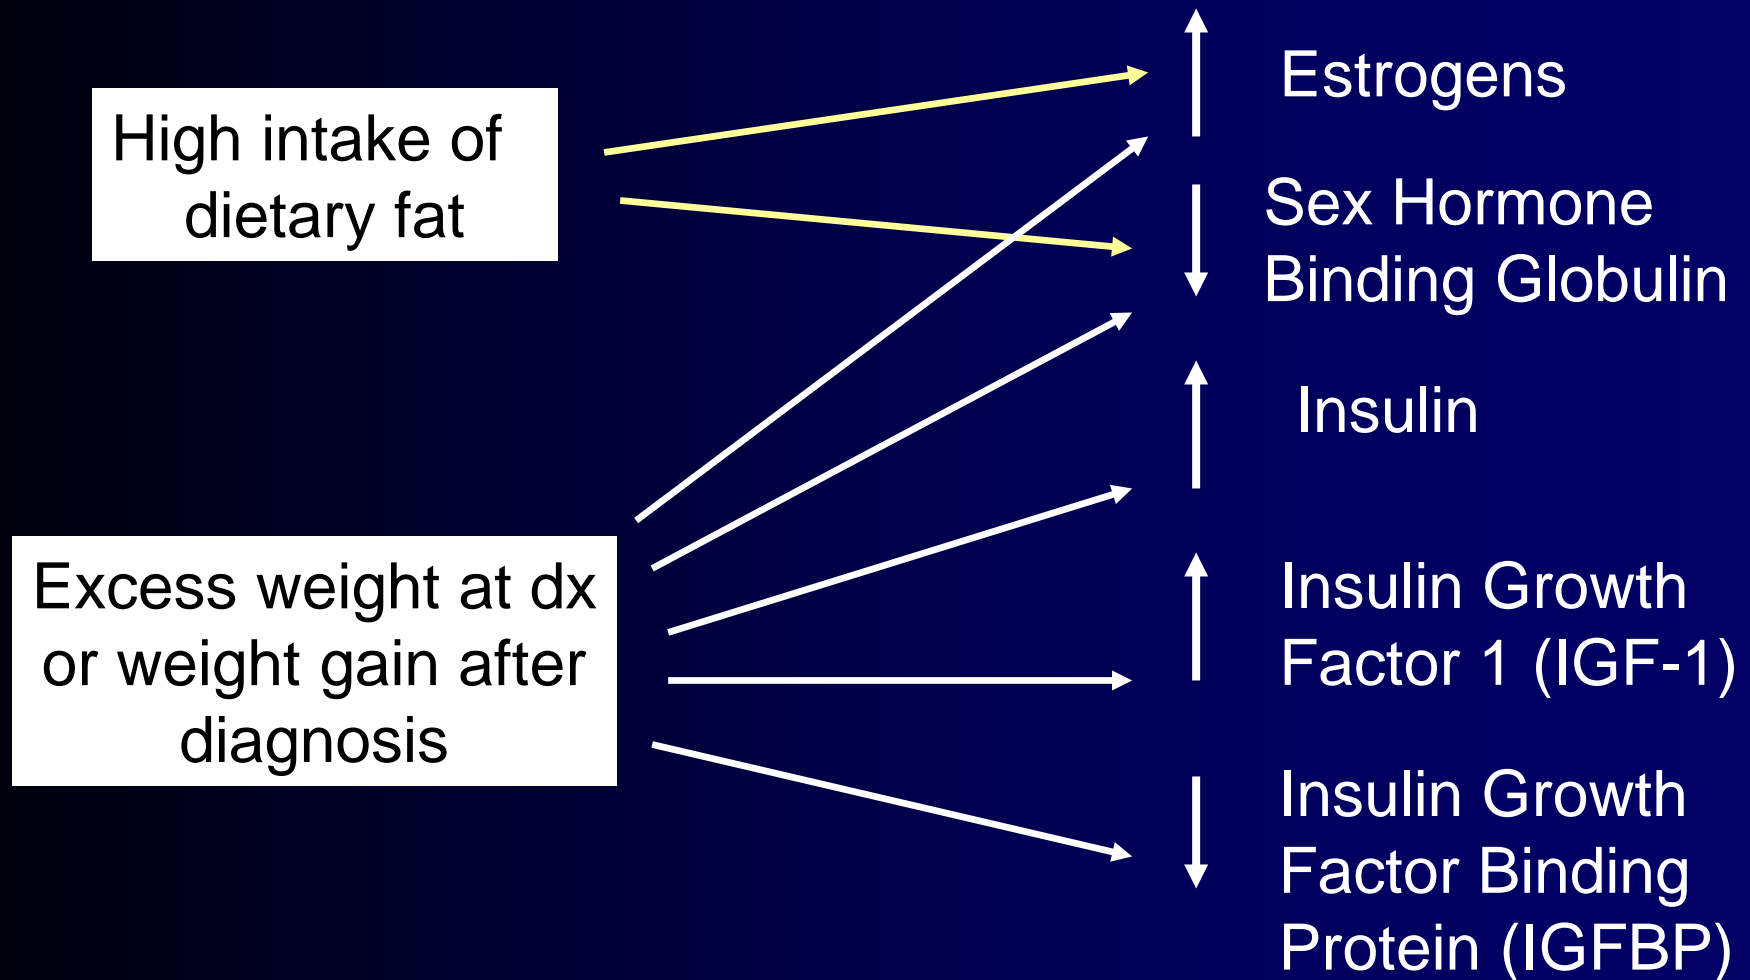 High intake of
dietary fat
Excess weight at dx
or weight gain after
diagnosis
Estrogens
Sex Hormone
Binding Globulin
Insulin
Insulin Growth
Factor 1 (IGF-1)
Insulin Growth
Factor Binding
Protein (IGFBP)